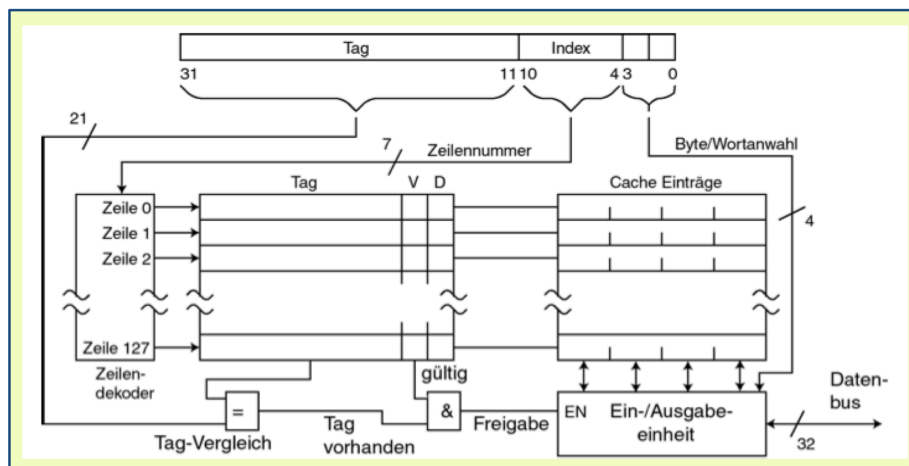 Tag Index
31 11 10 4 3 0
21
7 Zeilennummer
Byte/Wortanwahl
Tag V D Cache Einträge
Zeile 0
4
Zeile 1
Zeile 2
Zeile 127
Zeilen-
dekoder
gültig
= & EN Ein-/Ausgabe-
einheit
Daten-
bus
Tag-Vergleich
Tag
vorhanden
Freigabe
32